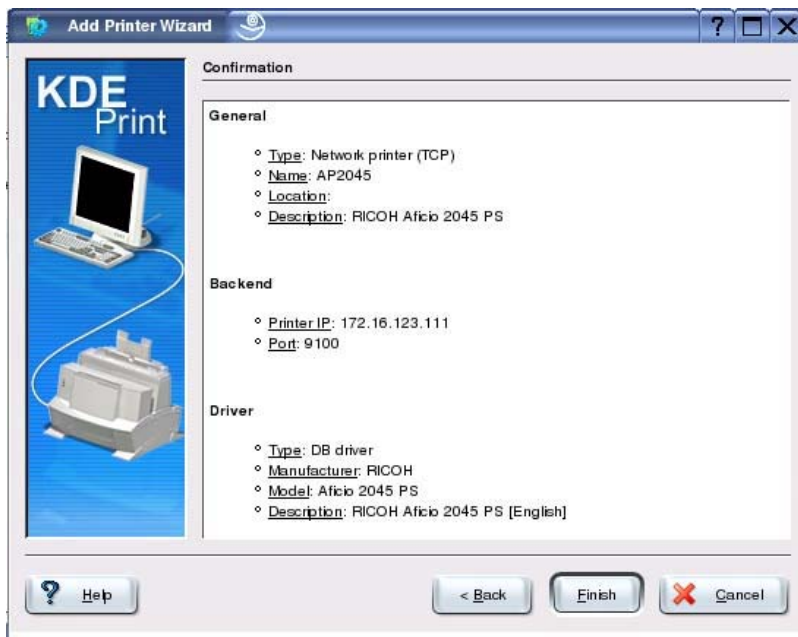 Add Printer Wizard
?
Confirmation
KDE
Print
General
° Type: Network printer (TCP)
° Name: AP2045
° Location:
° Description: RICOH Aficio 2045 PS
Backend
° Printer IP: 172.16.123.111
° Port: 9100
Driver
° Type: DB driver
° Manufacturer: RICOH
° Model: Aficio 2045 PS
° Description: RICOH Aficio 2045 PS [English]
? Help
< Back
Finish
Cancel